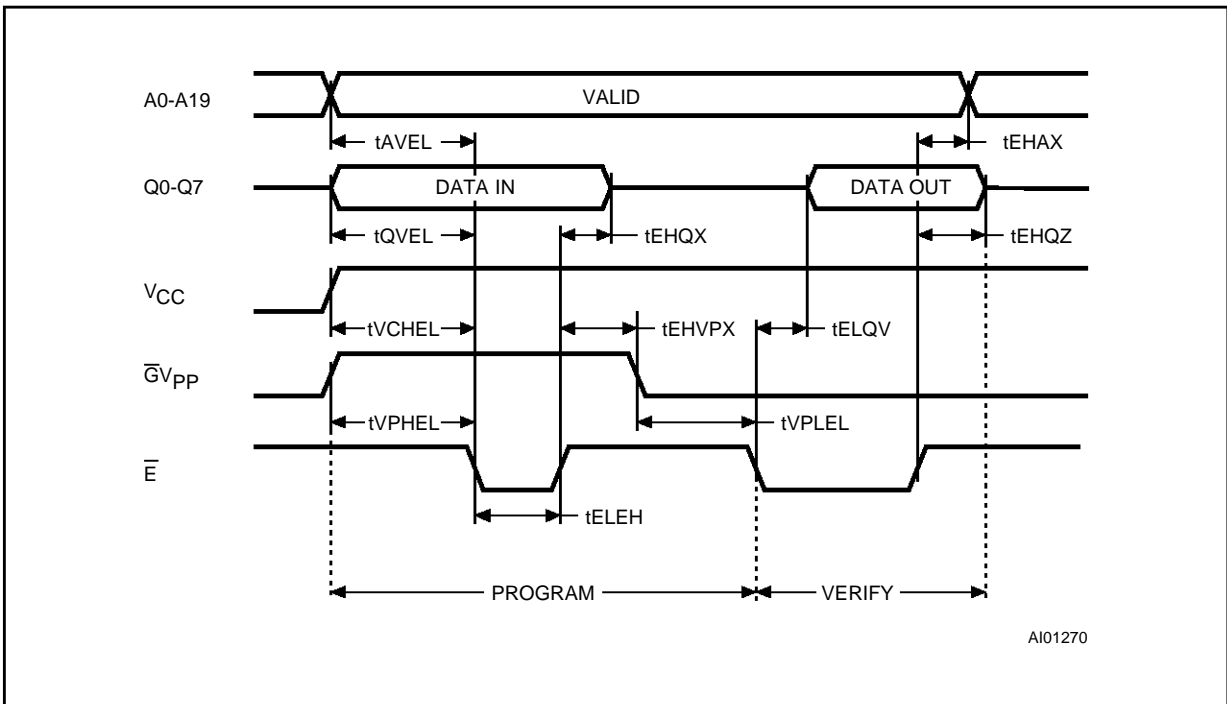 A0-A19
VALID
tAVEL
tEHAX
Q0-Q7
DATA IN
DATA OUT
tQVEL
tEHQX
tEHQZ
VCC
tVCHEL
tEHVPX
tELQV
G̅VPP
tVPHEL
tVPLEL
E̅
tELEH
PROGRAM
VERIFY
AI01270